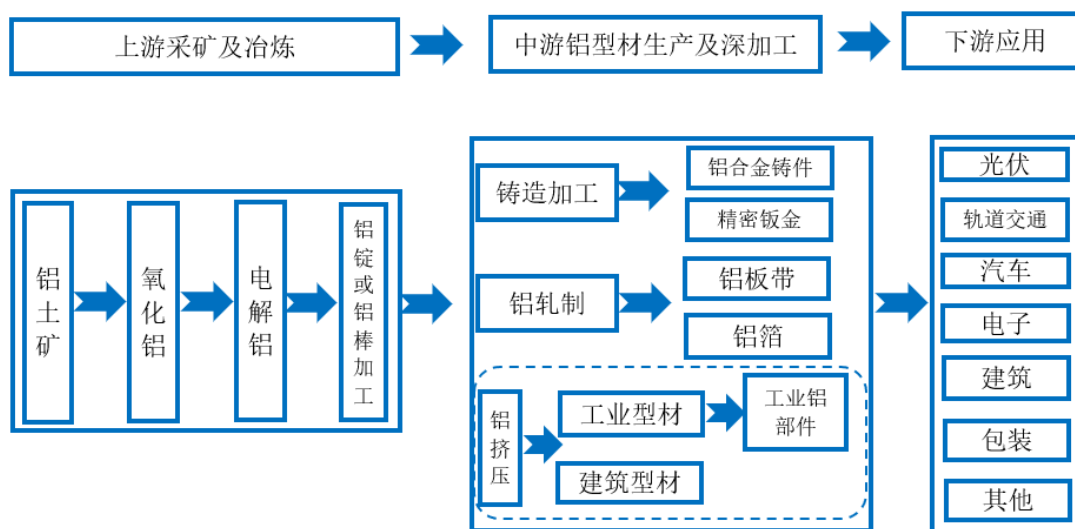 上游采矿及冶炼
中游铝型材生产及深加工
下游应用
铝土矿
氧化铝
电解铝
铝锭或铝棒加工
铸造加工
铝合金铸件
精密钣金
铝轧制
铝板带
铝箔
铝挤压
工业型材
工业铝
部件
建筑型材
光伏
轨道交通
汽车
电子
建筑
包装
其他